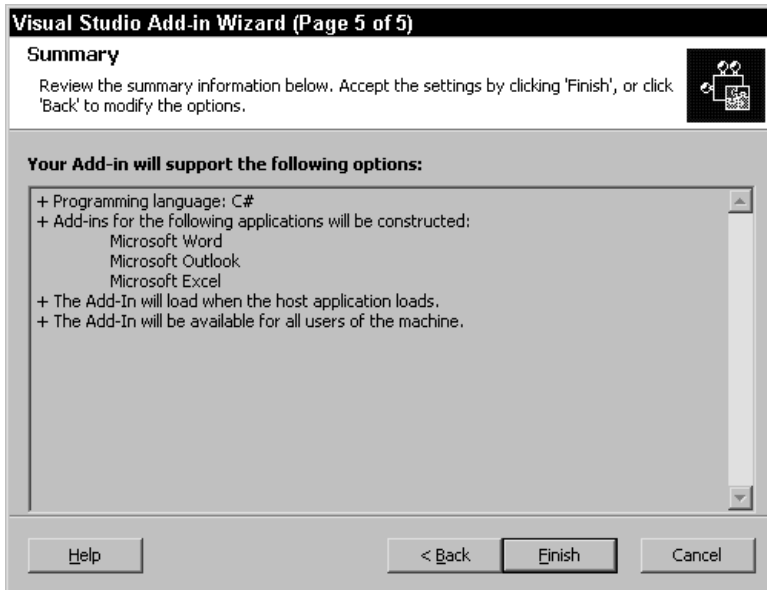 Visual Studio Add-in Wizard (Page 5 of 5)
Summary
Review the summary information below. Accept the settings by clicking 'Finish', or click
'Back' to modify the options.
Your Add-in will support the following options:
+ Programming language: C#
+ Add-ins for the following applications will be constructed:
Microsoft Word
Microsoft Outlook
Microsoft Excel
+ The Add-In will load when the host application loads.
+ The Add-In will be available for all users of the machine.
Help
< Back
Finish
Cancel